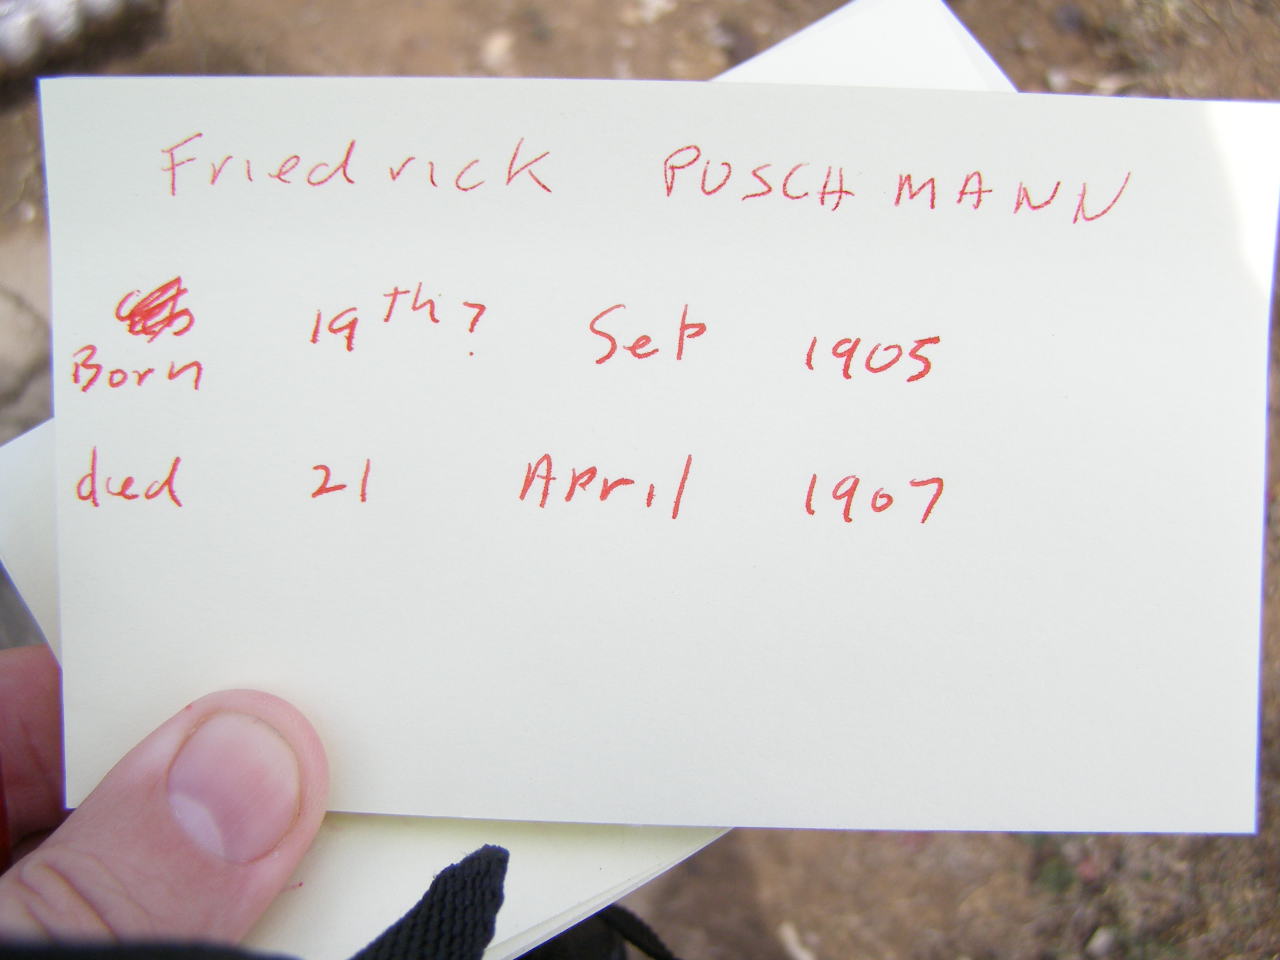 Friedrick PUSCHMANN
Born 19th? Sep 1905
died 21 April 1907